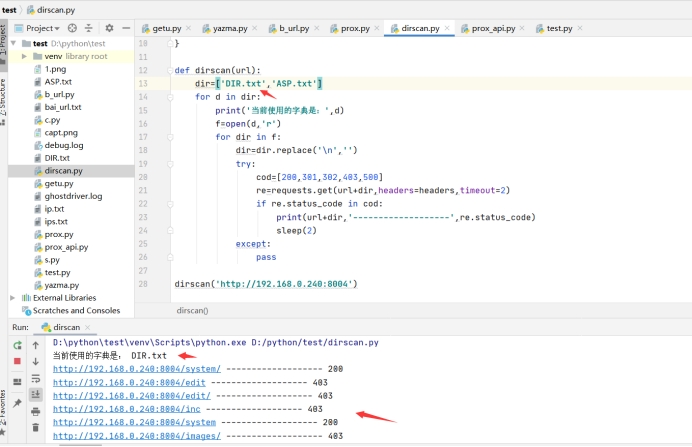 test dirscan.py
Project
getu.py yazma.py b_url.py prox.py dirscan.py prox_api.py test.py
1: Project
test D:\python\test
venv library root
1.png
ASP.txt
b_url.py
bai_url.txt
c.py
capt.png
debug.log
DIR.txt
dirscan.py
getu.py
ghostdriver.log
ip.txt
ips.txt
prox.py
prox_api.py
s.py
test.py
yazma.py
External Libraries
Scratches and Consoles
Structure
10 }
11
12 def dirscan(url):
13 dir=['DIR.txt','ASP.txt']
14 for d in dir:
15 print('当前使用的字典是：',d)
16 f=open(d,'r')
17 for dir in f:
18 dir=dir.replace('\n','')
19 try:
20 cod=[200,301,302,403,500]
21 re=requests.get(url+dir,headers=headers,timeout=2)
22 if re.status_code in cod:
23 print(url+dir,'-------------------',re.status_code)
24 sleep(2)
25 except:
26 pass
27
28 dirscan('http://192.168.0.240:8004')
dirscan()
Run: dirscan
D:\python\test\venv\Scripts\python.exe D:/python/test/dirscan.py
当前使用的字典是： DIR.txt
http://192.168.0.240:8004/system/ ------------------- 200
http://192.168.0.240:8004/edit ------------------- 403
http://192.168.0.240:8004/edit/ ------------------- 403
http://192.168.0.240:8004/inc ------------------- 403
http://192.168.0.240:8004/system ------------------- 200
http://192.168.0.240:8004/images/ ------------------- 403
Favorites